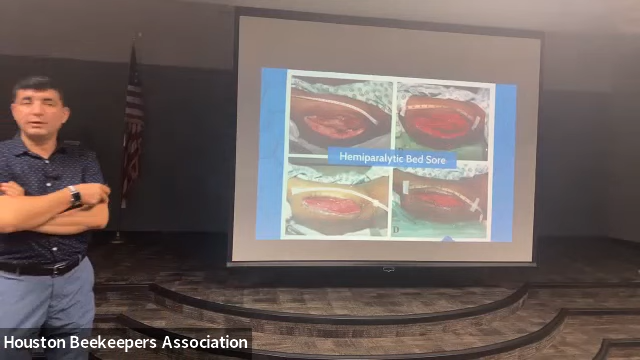 Hemiparalytic Bed Sore
D
Houston Beekeepers Association